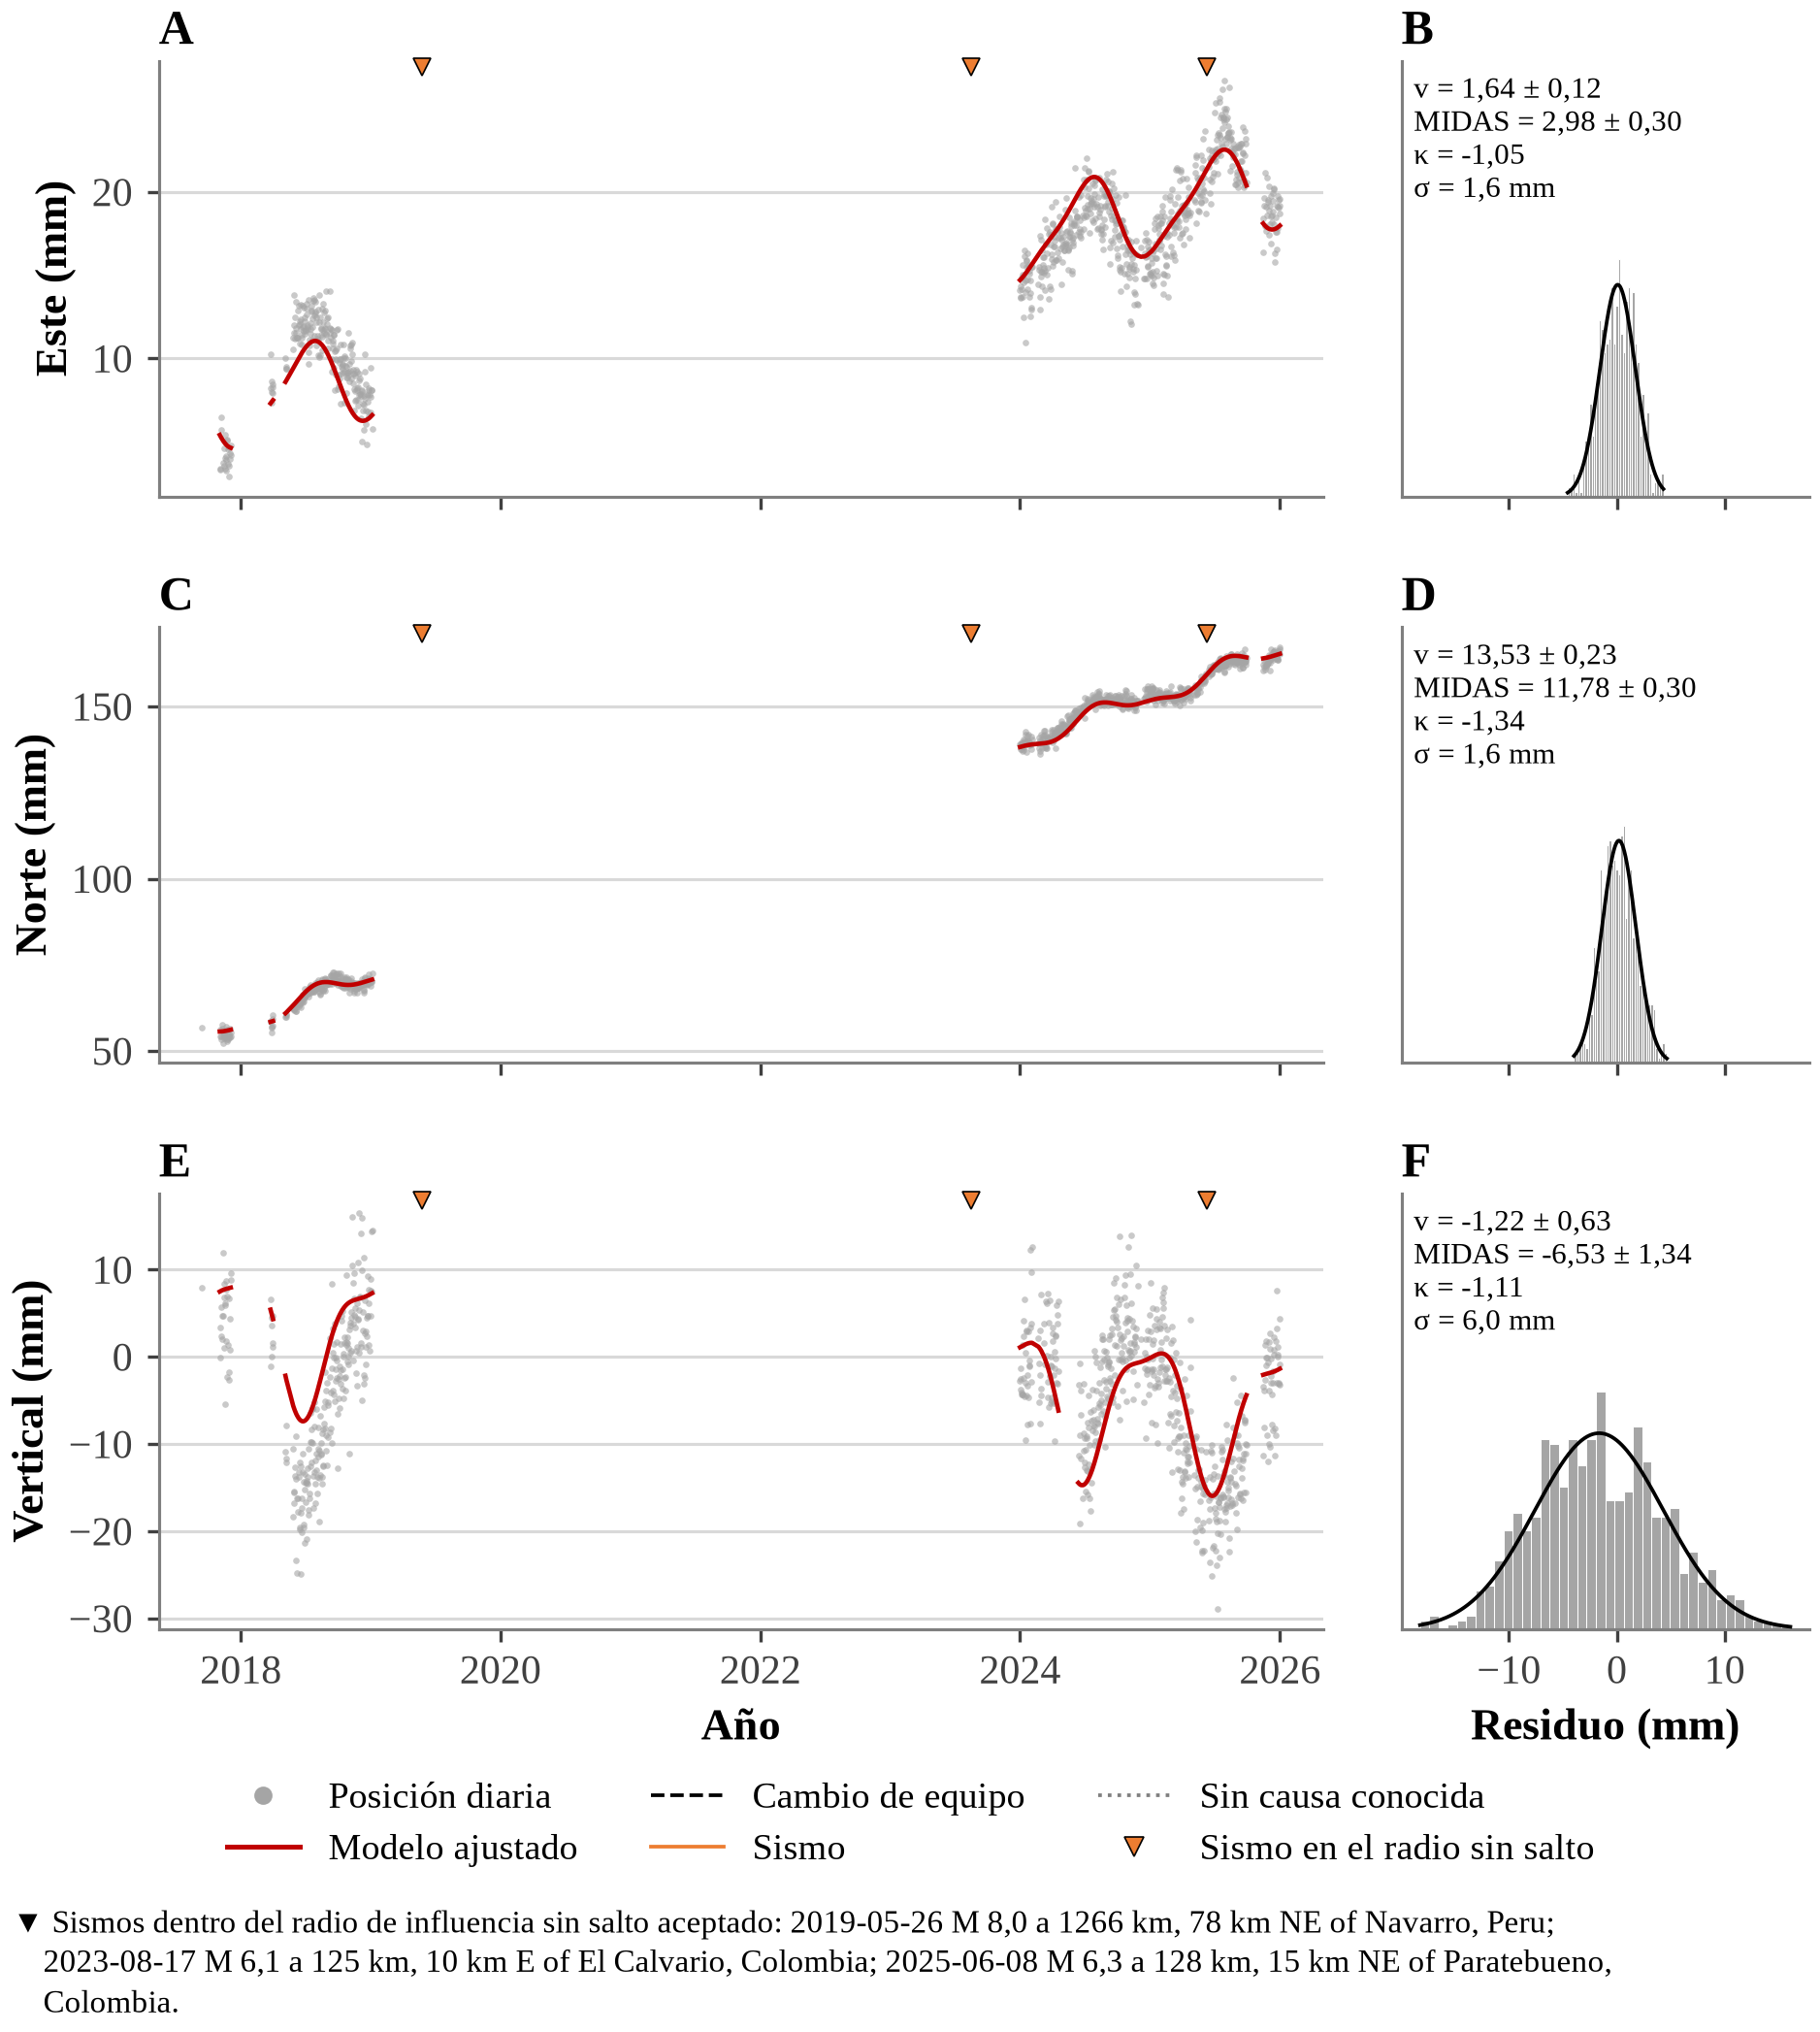 A
B
Este (mm)
20
10
v = 1,64 ± 0,12
MIDAS = 2,98 ± 0,30
κ = -1,05
σ = 1,6 mm
C
D
Norte (mm)
150
100
50
v = 13,53 ± 0,23
MIDAS = 11,78 ± 0,30
κ = -1,34
σ = 1,6 mm
E
F
Vertical (mm)
10
0
−10
−20
−30
v = -1,22 ± 0,63
MIDAS = -6,53 ± 1,34
κ = -1,11
σ = 6,0 mm
2018 2020 2022 2024 2026
−10 0 10
Año
Residuo (mm)
Posición diaria
Cambio de equipo
Sin causa conocida
Modelo ajustado
Sismo
Sismo en el radio sin salto
▼ Sismos dentro del radio de influencia sin salto aceptado: 2019-05-26 M 8,0 a 1266 km, 78 km NE of Navarro, Peru;
2023-08-17 M 6,1 a 125 km, 10 km E of El Calvario, Colombia; 2025-06-08 M 6,3 a 128 km, 15 km NE of Paratebueno,
Colombia.